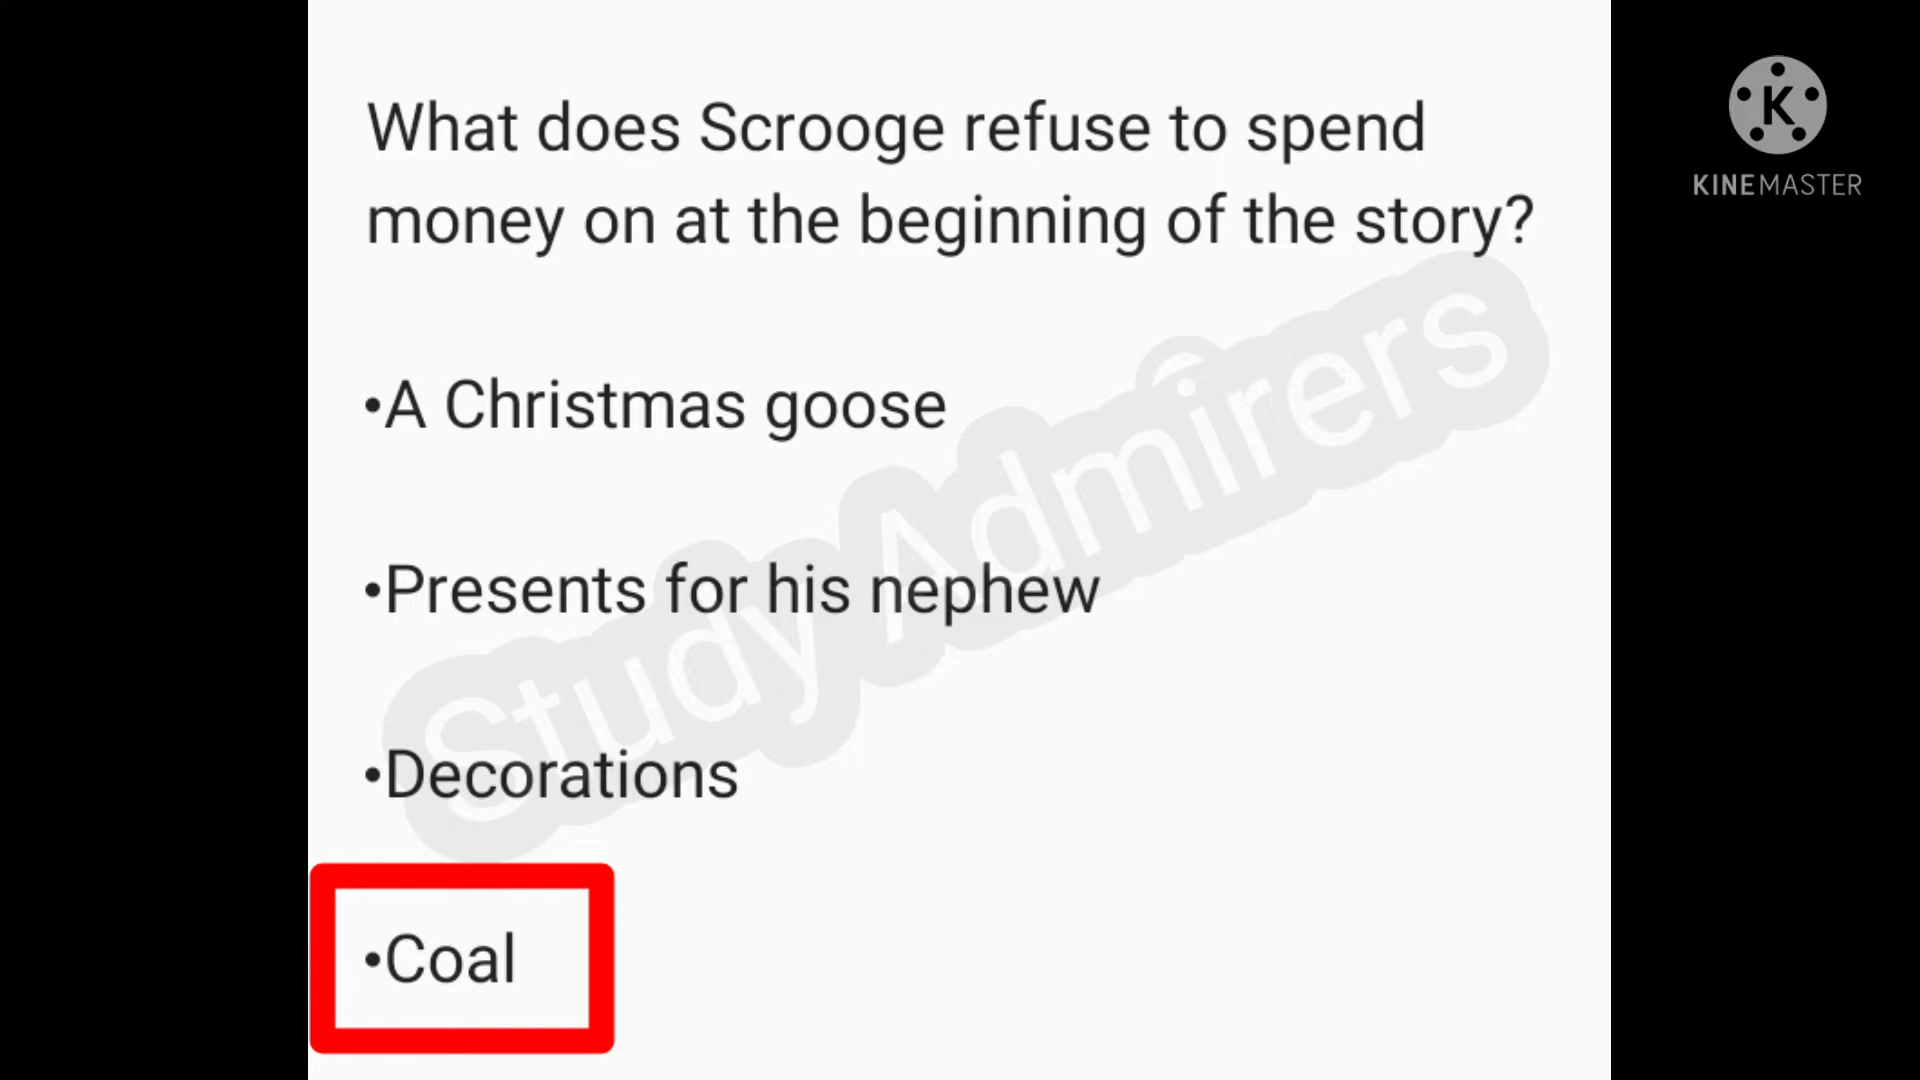 What does Scrooge refuse to spend
money on at the beginning of the story?
•A Christmas goose
•Presents for his nephew
•Decorations
•Coal
Study Admirers
K
KINEMASTER